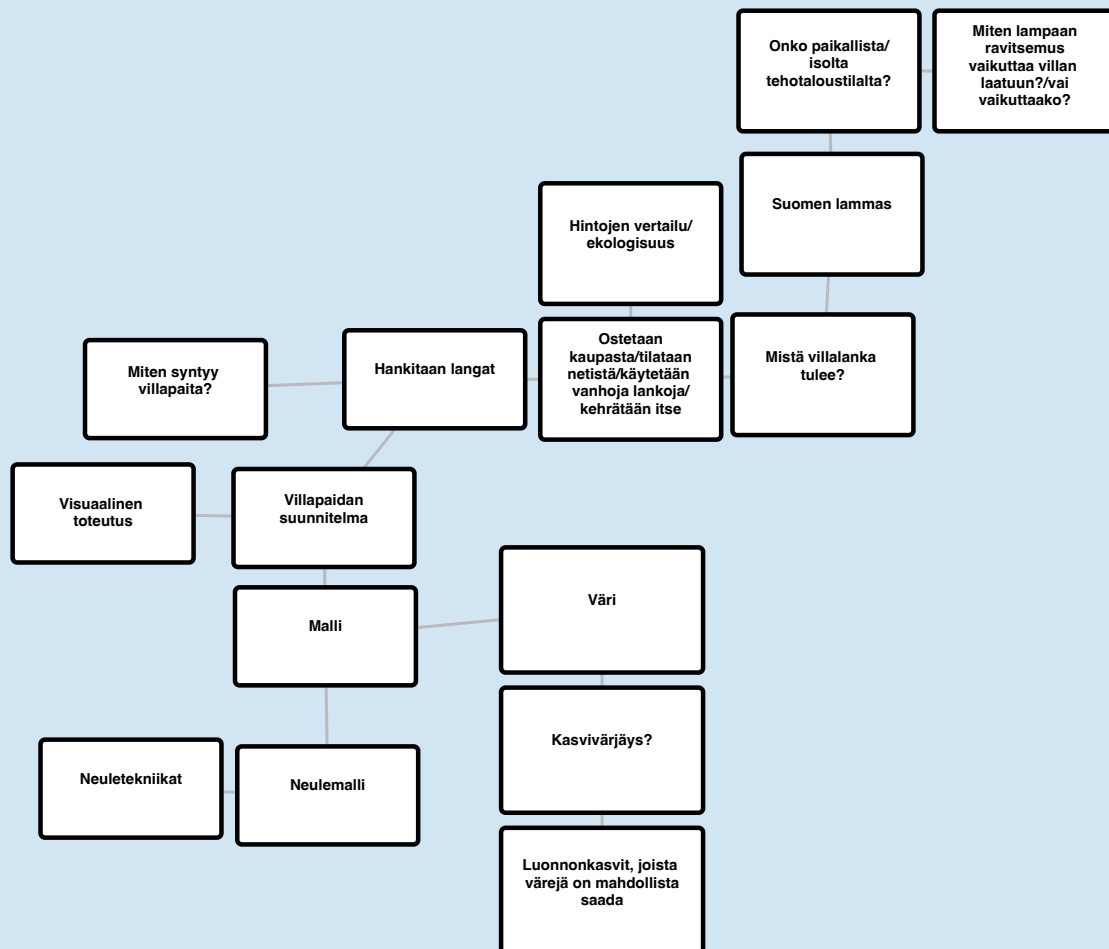 Onko paikallista/
isolta
tehotaloustilalta?
Miten lampaan
ravitsemus
vaikuttaa villan
laatuun?/vai
vaikuttaako?
Suomen lammas
Hintojen vertailu/
ekologisuus
Miten syntyy
villapaita?
Hankitaan langat
Ostetaan
kaupasta/tilataan
netistä/käytetään
vanhoja lankoja/
kehrätään itse
Mistä villalanka
tulee?
Visuaalinen
toteutus
Villapaidan
suunnitelma
Malli
Väri
Kasvivärjäys?
Neuletekniikat
Neulemalli
Luonnonkasvit, joista
värejä on mahdollista
saada